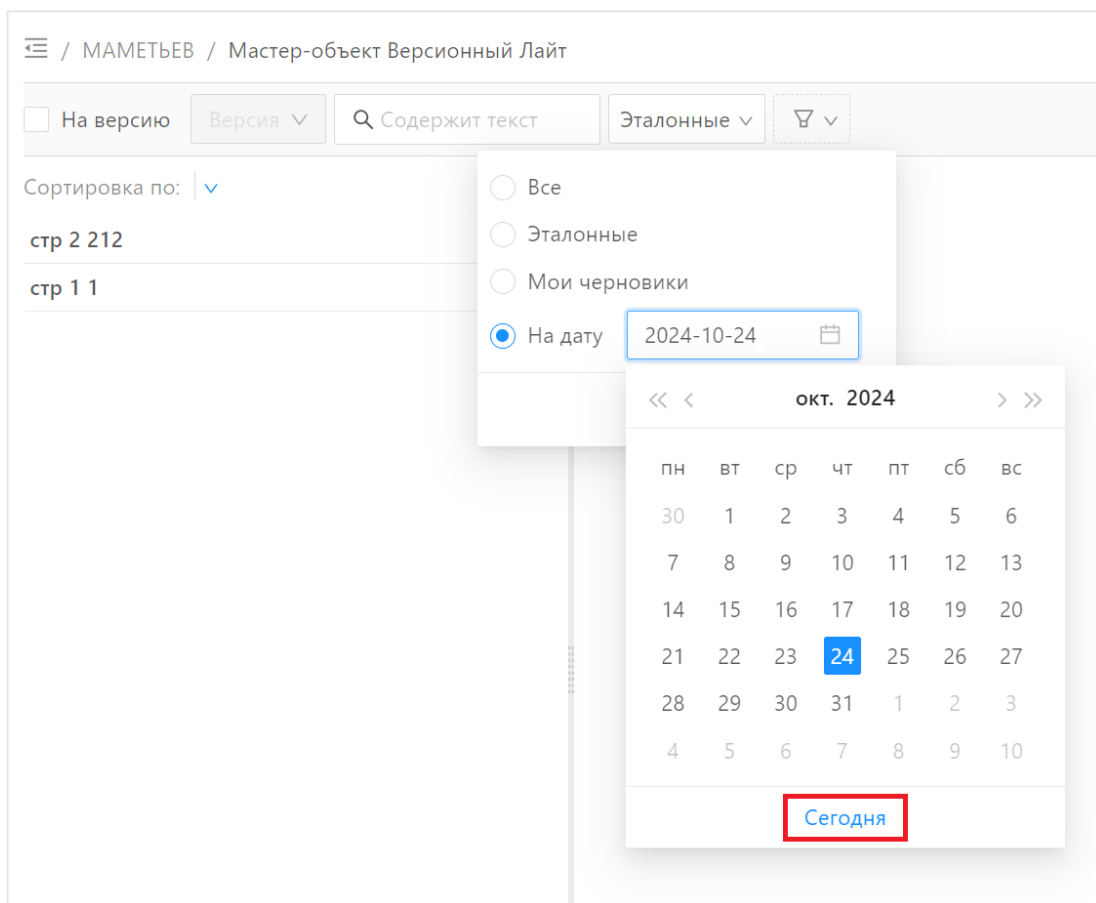 / МАМЕТЬЕВ / Мастер-объект Версионный Лайт
На версию Версия Содержит текст Эталонные
Сортировка по:
стр 2 212
стр 1 1
Все
Эталонные
Мои черновики
На дату 2024-10-24
окт. 2024
пн вт ср чт пт сб вс
30 1 2 3 4 5 6
7 8 9 10 11 12 13
14 15 16 17 18 19 20
21 22 23 24 25 26 27
28 29 30 31 1 2 3
4 5 6 7 8 9 10
Сегодня